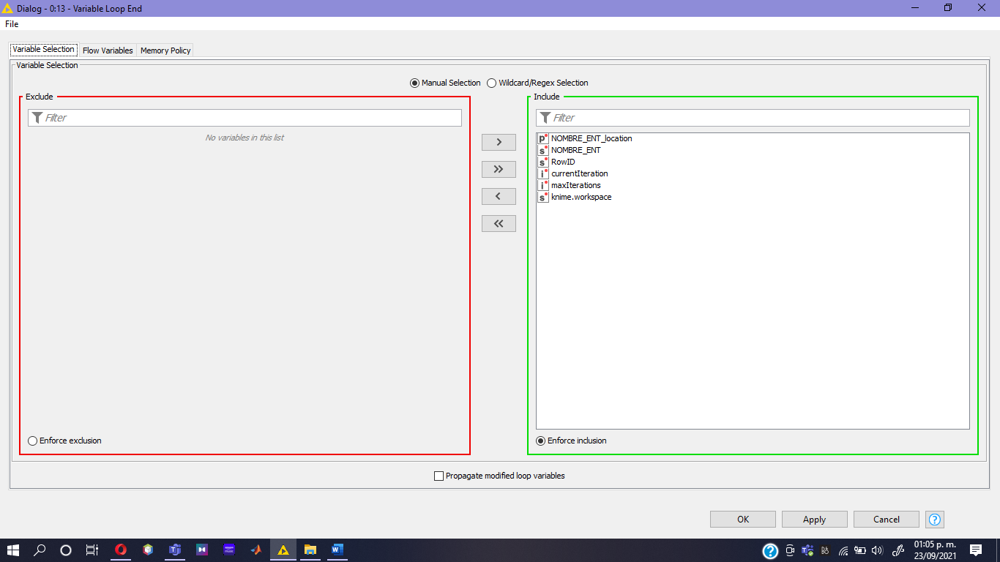 Dialog - 0:13 - Variable Loop End
File
Variable Selection Flow Variables Memory Policy
Variable Selection
Manual Selection Wildcard/Regex Selection
Exclude
Filter
No variables in this list
Enforce exclusion
>
>>
<
<<
Include
Filter
p NOMBRE_ENT_location
s NOMBRE_ENT
s RowID
i currentIteration
i maxIterations
s knime.workspace
Enforce inclusion
Propagate modified loop variables
OK Apply Cancel ?
01:05 p. m.
23/09/2021